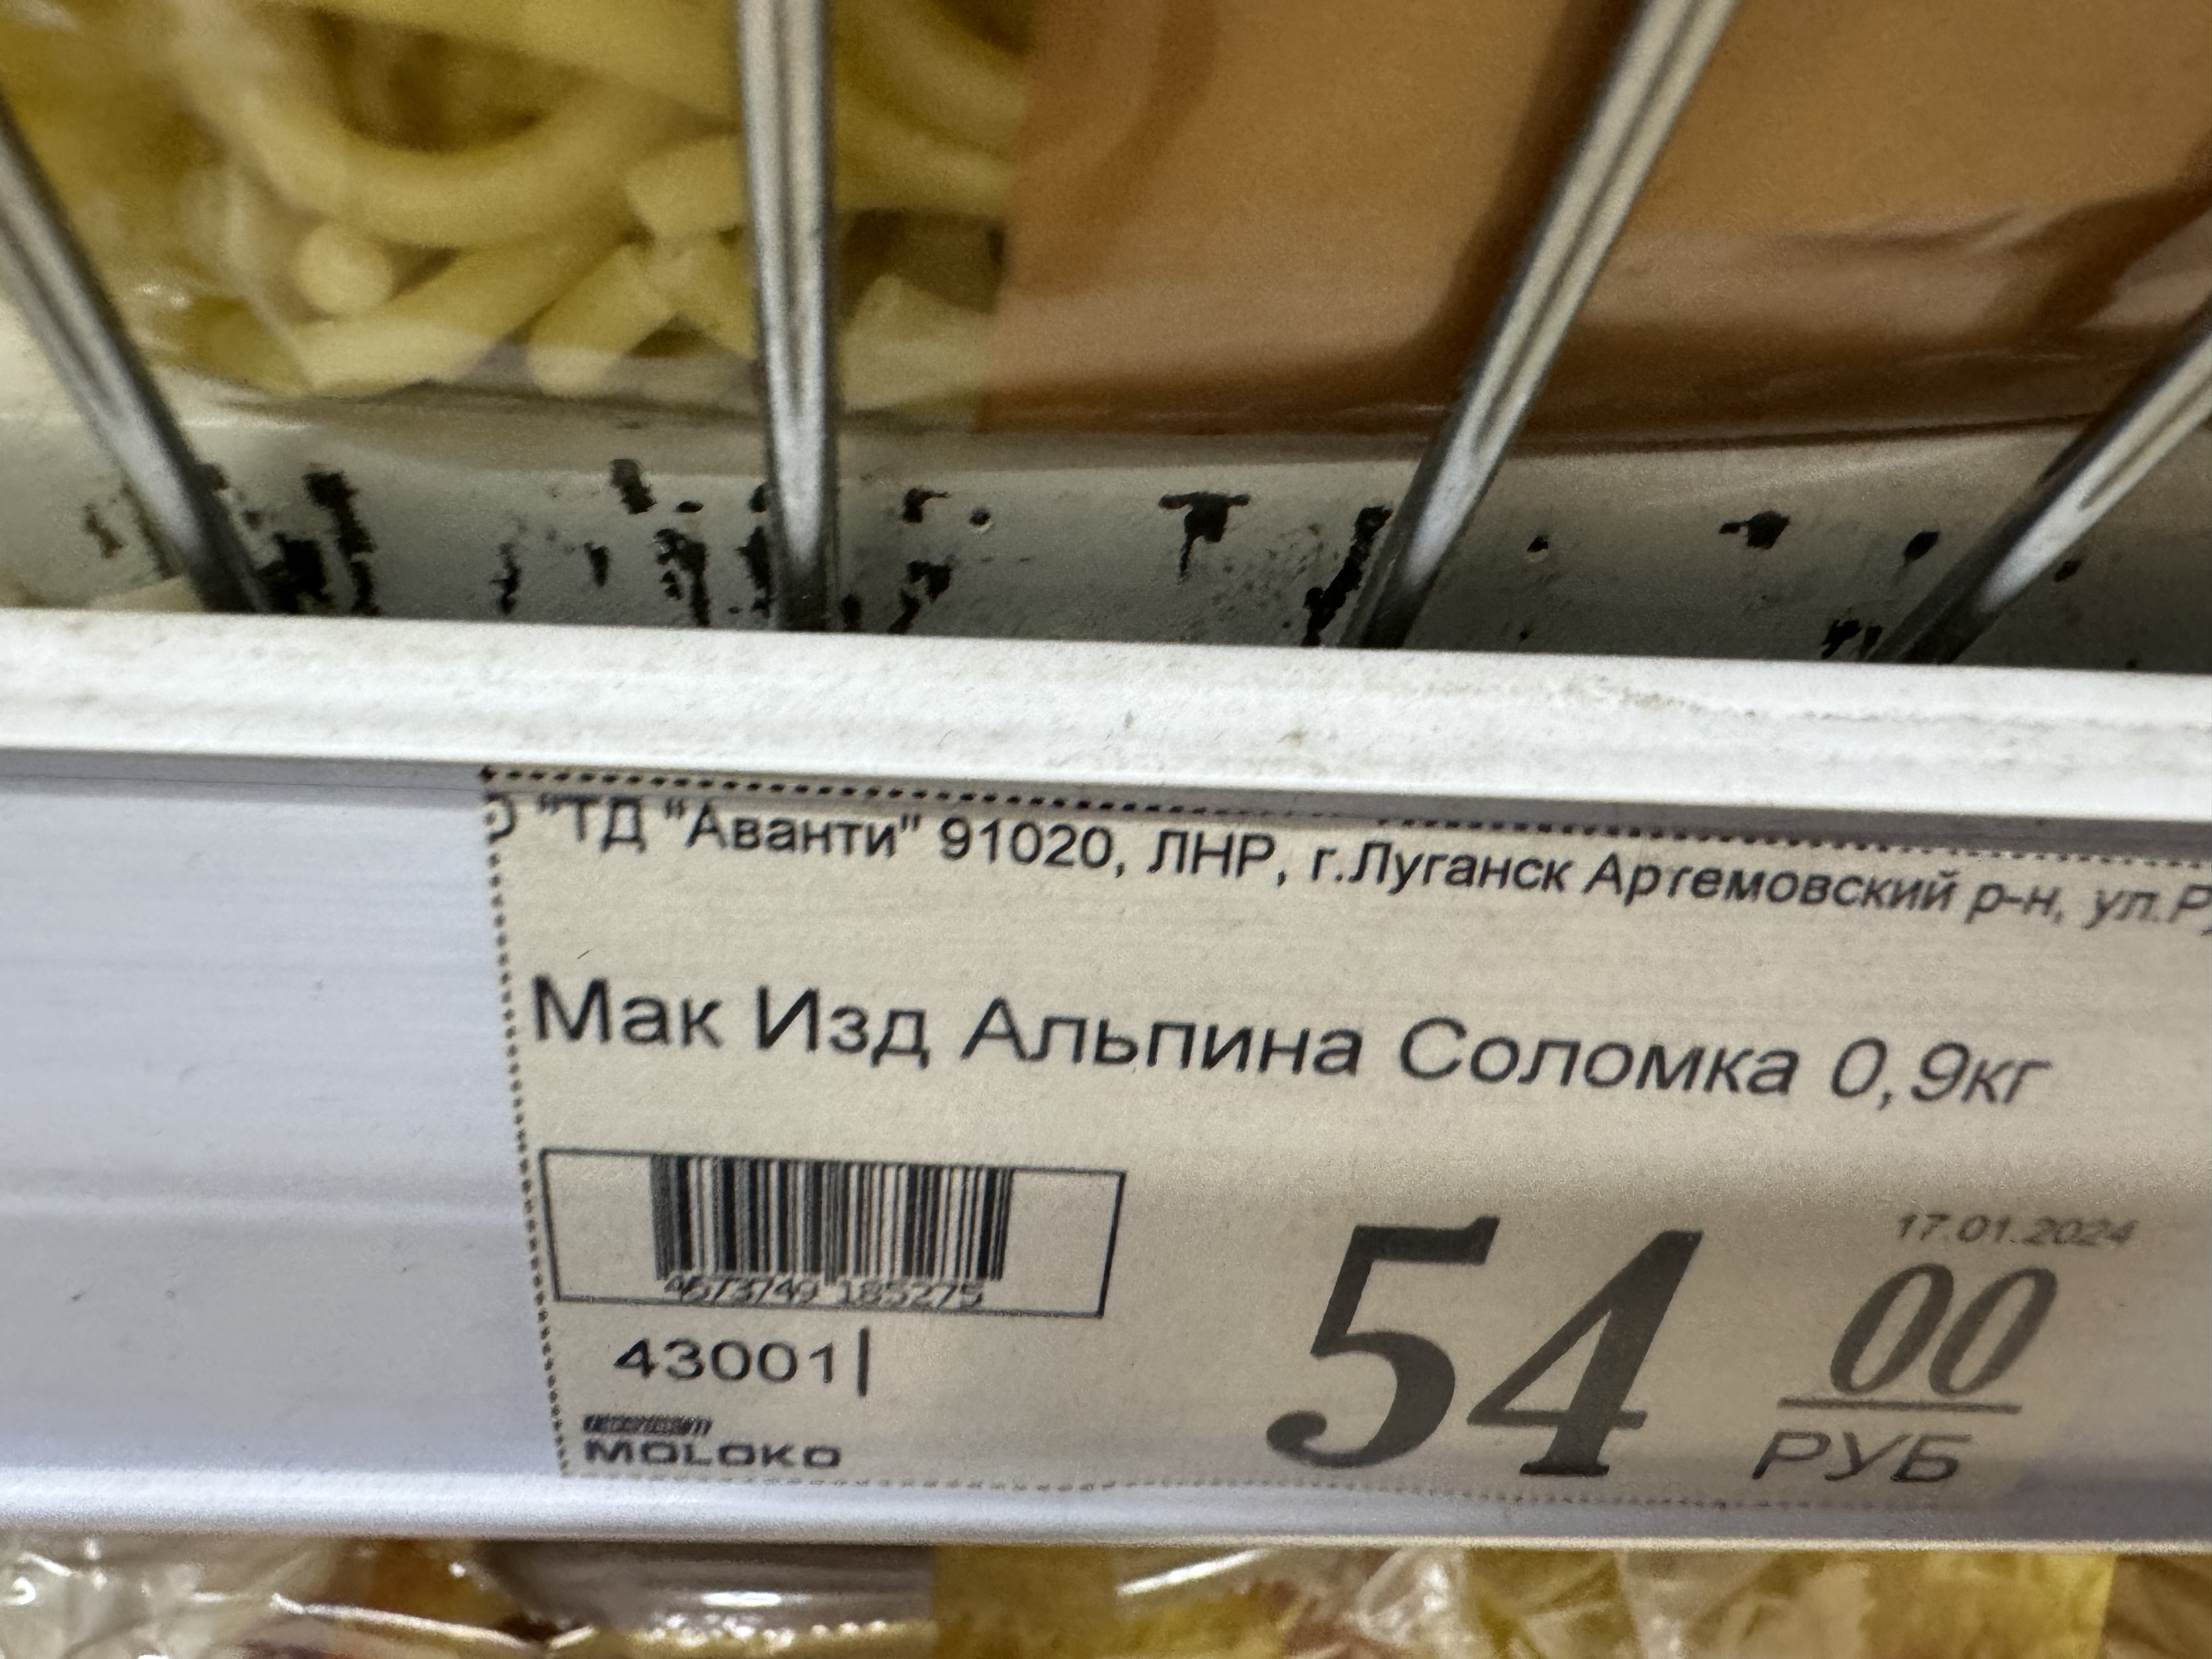 "ТД "Аванти" 91020, ЛНР, г.Луганск Артемовский р-н, ул.
Мак Изд Альпина Соломка 0,9кг
4673749 185275
17.01.2024
54 00
РУБ
43001|
MOLOKO